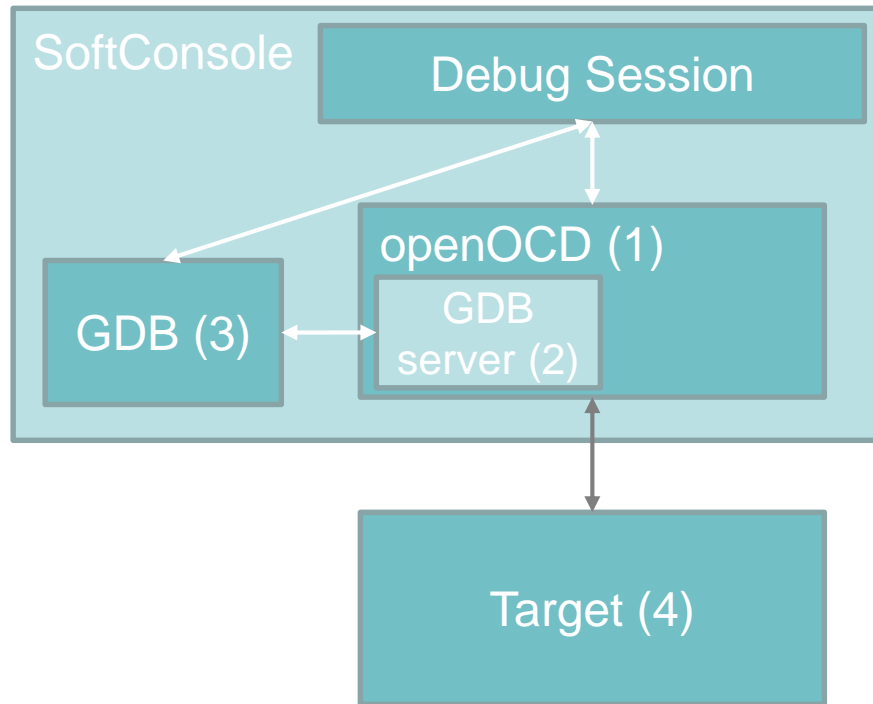 SoftConsole
Debug Session
openOCD (1)
GDB
server (2)
GDB (3)
Target (4)